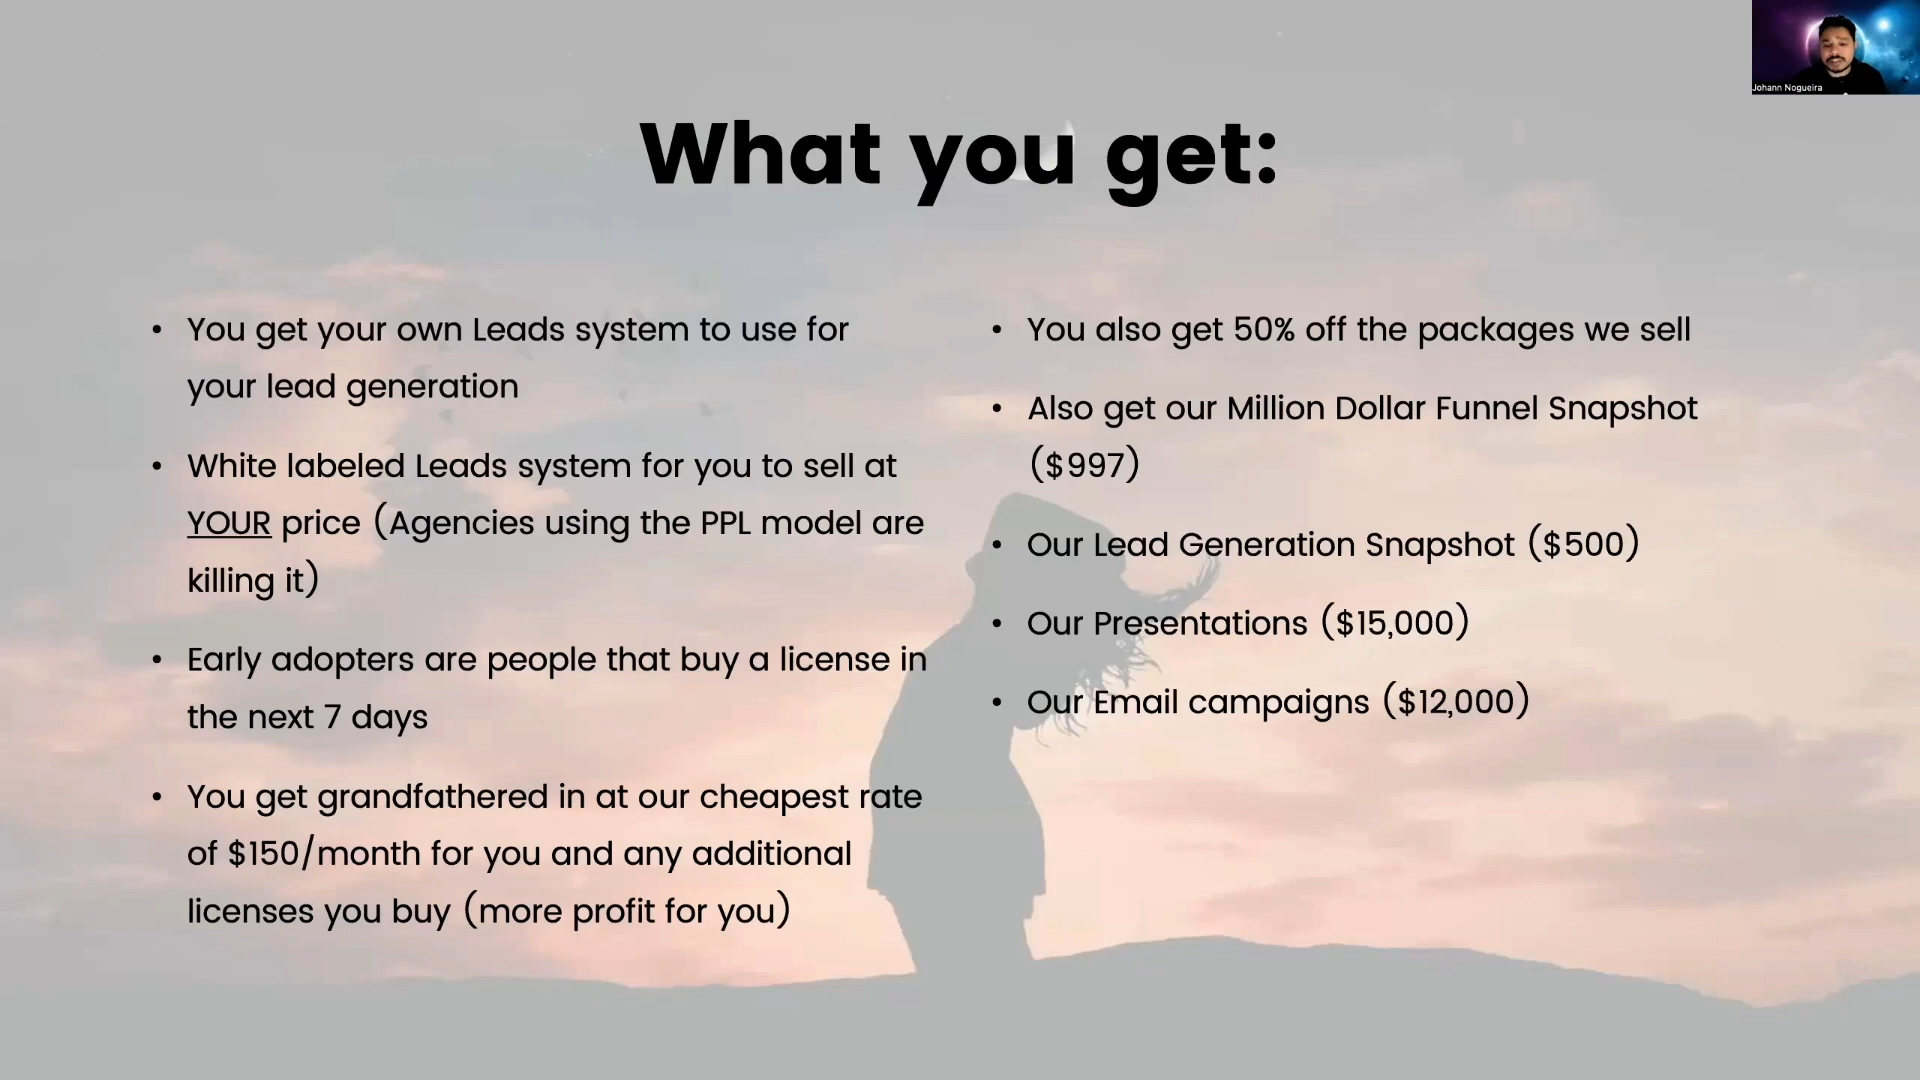 Johann Nogueira
What you get:
• You get your own Leads system to use for
your lead generation
• White labeled Leads system for you to sell at
YOUR price (Agencies using the PPL model are
killing it)
• Early adopters are people that buy a license in
the next 7 days
• You get grandfathered in at our cheapest rate
of $150/month for you and any additional
licenses you buy (more profit for you)
• You also get 50% off the packages we sell
• Also get our Million Dollar Funnel Snapshot
($997)
• Our Lead Generation Snapshot ($500)
• Our Presentations ($15,000)
• Our Email campaigns ($12,000)